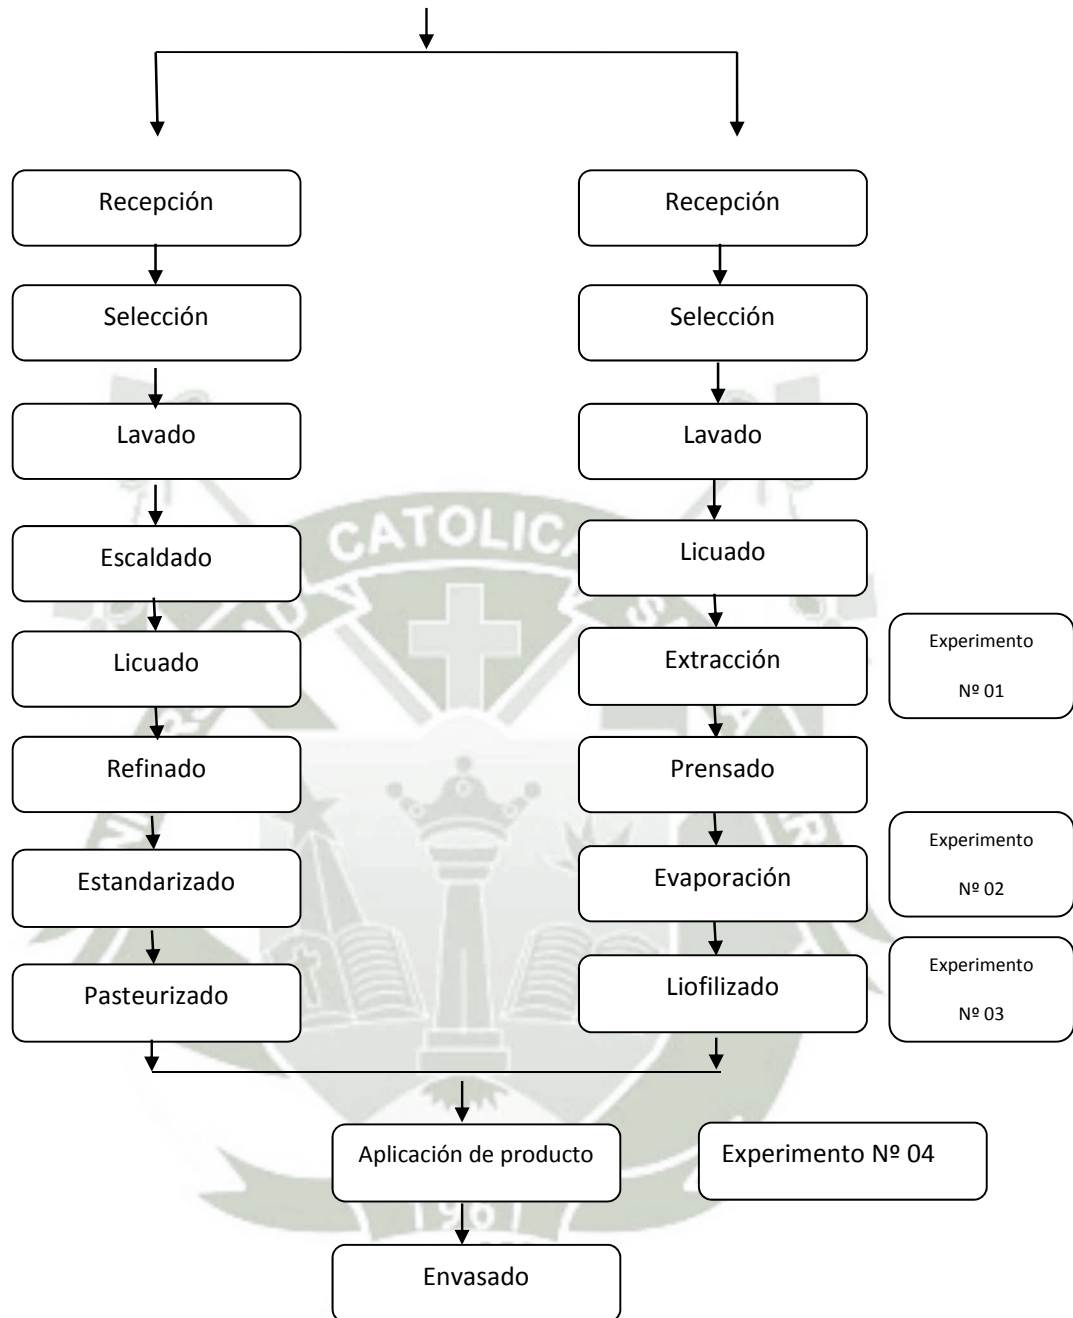 Recepción
Recepción
Selección
Selección
Lavado
Lavado
Escaldado
Licuado
Licuado
Extracción
Experimento
Nº 01
Refinado
Prensado
Estandarizado
Evaporación
Experimento
Nº 02
Pasteurizado
Liofilizado
Experimento
Nº 03
Aplicación de producto
Experimento Nº 04
Envasado
CATOLICA